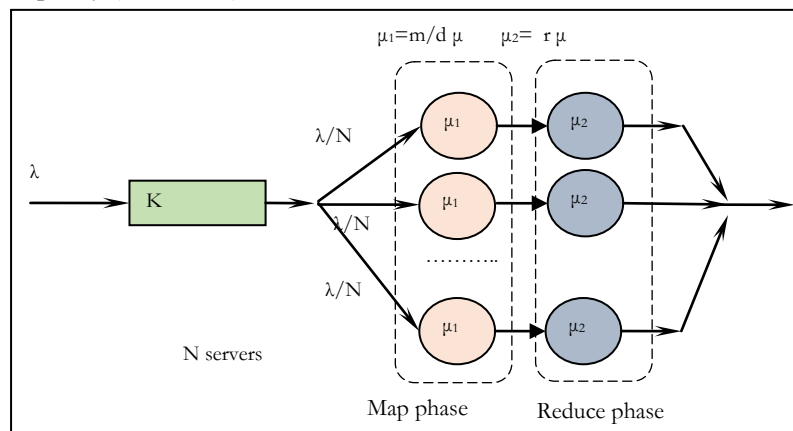 μ₁=m/d μ μ₂= r μ
μ₁ μ₂
λ/N
λ
K
μ₁ μ₂
λ/N
...........
λ/N
μ₁ μ₂
N servers
Map phase Reduce phase